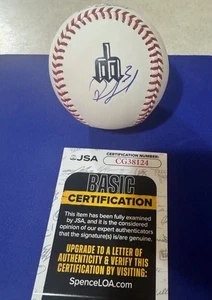 JSA
CERTIFICATION NUMBER:
CG38124
BASIC
CERTIFICATION
This Item has been fully examined
by JSA, and it is the considered
opinion of our expert authenticators
that the signature(s) is/are genuine.
UPGRADE TO A LETTER OF
AUTHENTICITY & VERIFY THIS
CERTIFICATION BY VISITING:
SpenceLOA.com